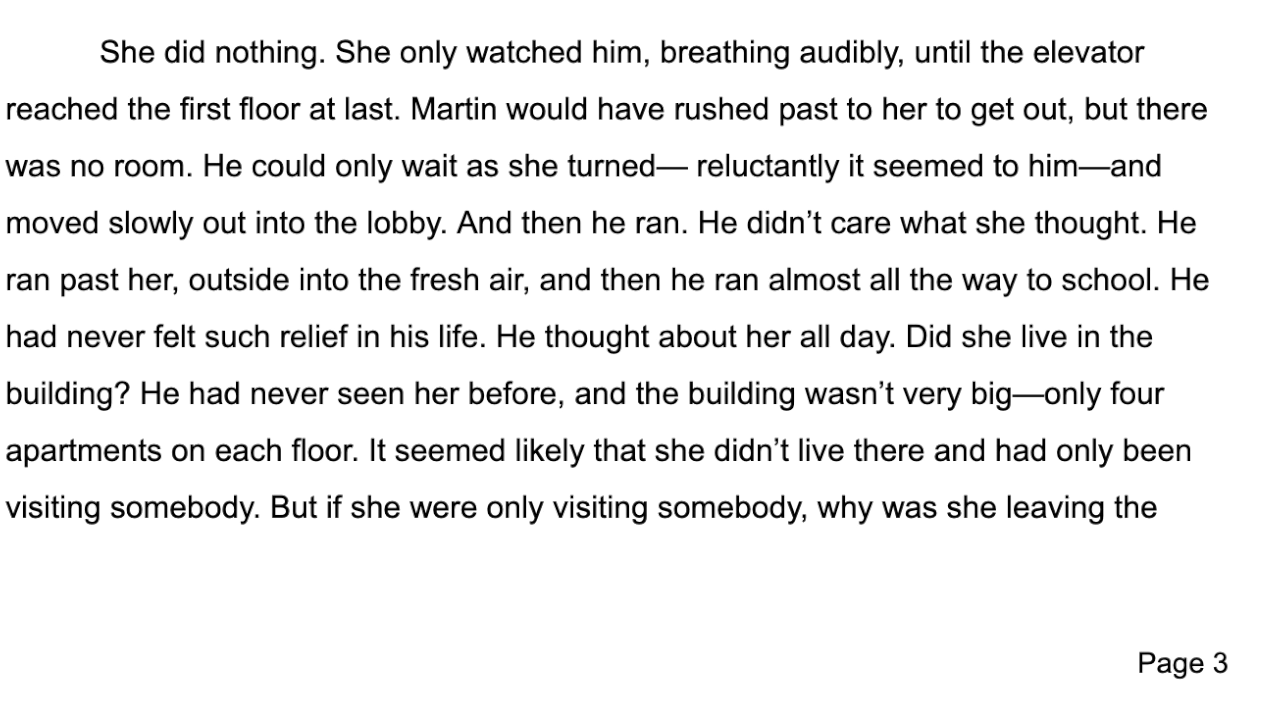 She did nothing. She only watched him, breathing audibly, until the elevator
reached the first floor at last. Martin would have rushed past to her to get out, but there
was no room. He could only wait as she turned— reluctantly it seemed to him—and
moved slowly out into the lobby. And then he ran. He didn’t care what she thought. He
ran past her, outside into the fresh air, and then he ran almost all the way to school. He
had never felt such relief in his life. He thought about her all day. Did she live in the
building? He had never seen her before, and the building wasn’t very big—only four
apartments on each floor. It seemed likely that she didn’t live there and had only been
visiting somebody. But if she were only visiting somebody, why was she leaving the
Page 3